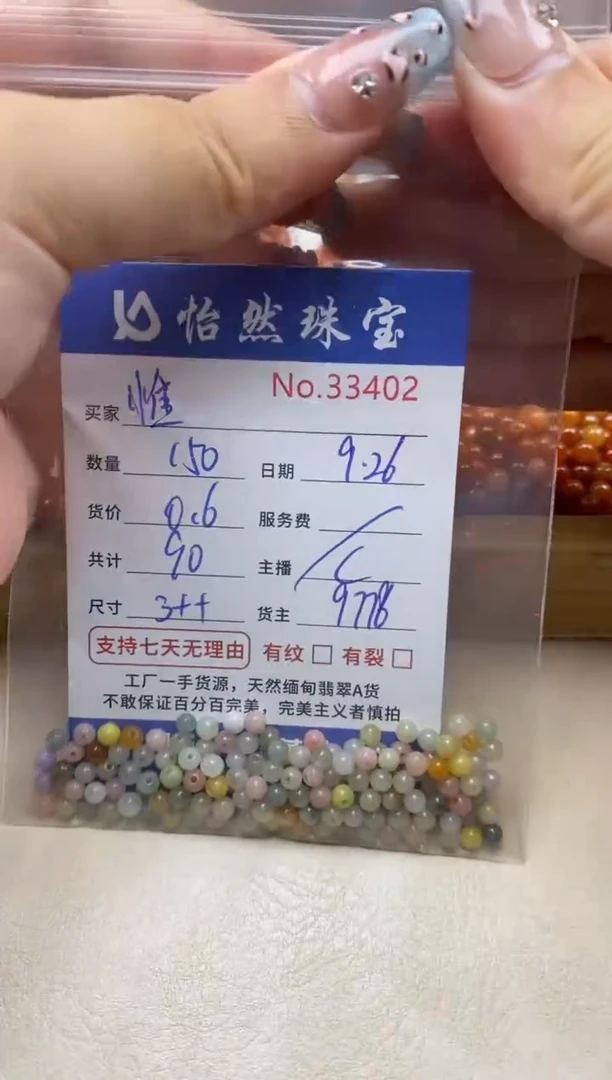 怡然珠宝
No.33402
买家 惟
数量 150 日期 9.26
货价 0.6 服务费
共计 90 主播
尺寸 3++ 货主 9778
支持七天无理由 有纹 □ 有裂 □
工厂一手货源，天然缅甸翡翠A货
不敢保证百分百完美，完美主义者慎拍